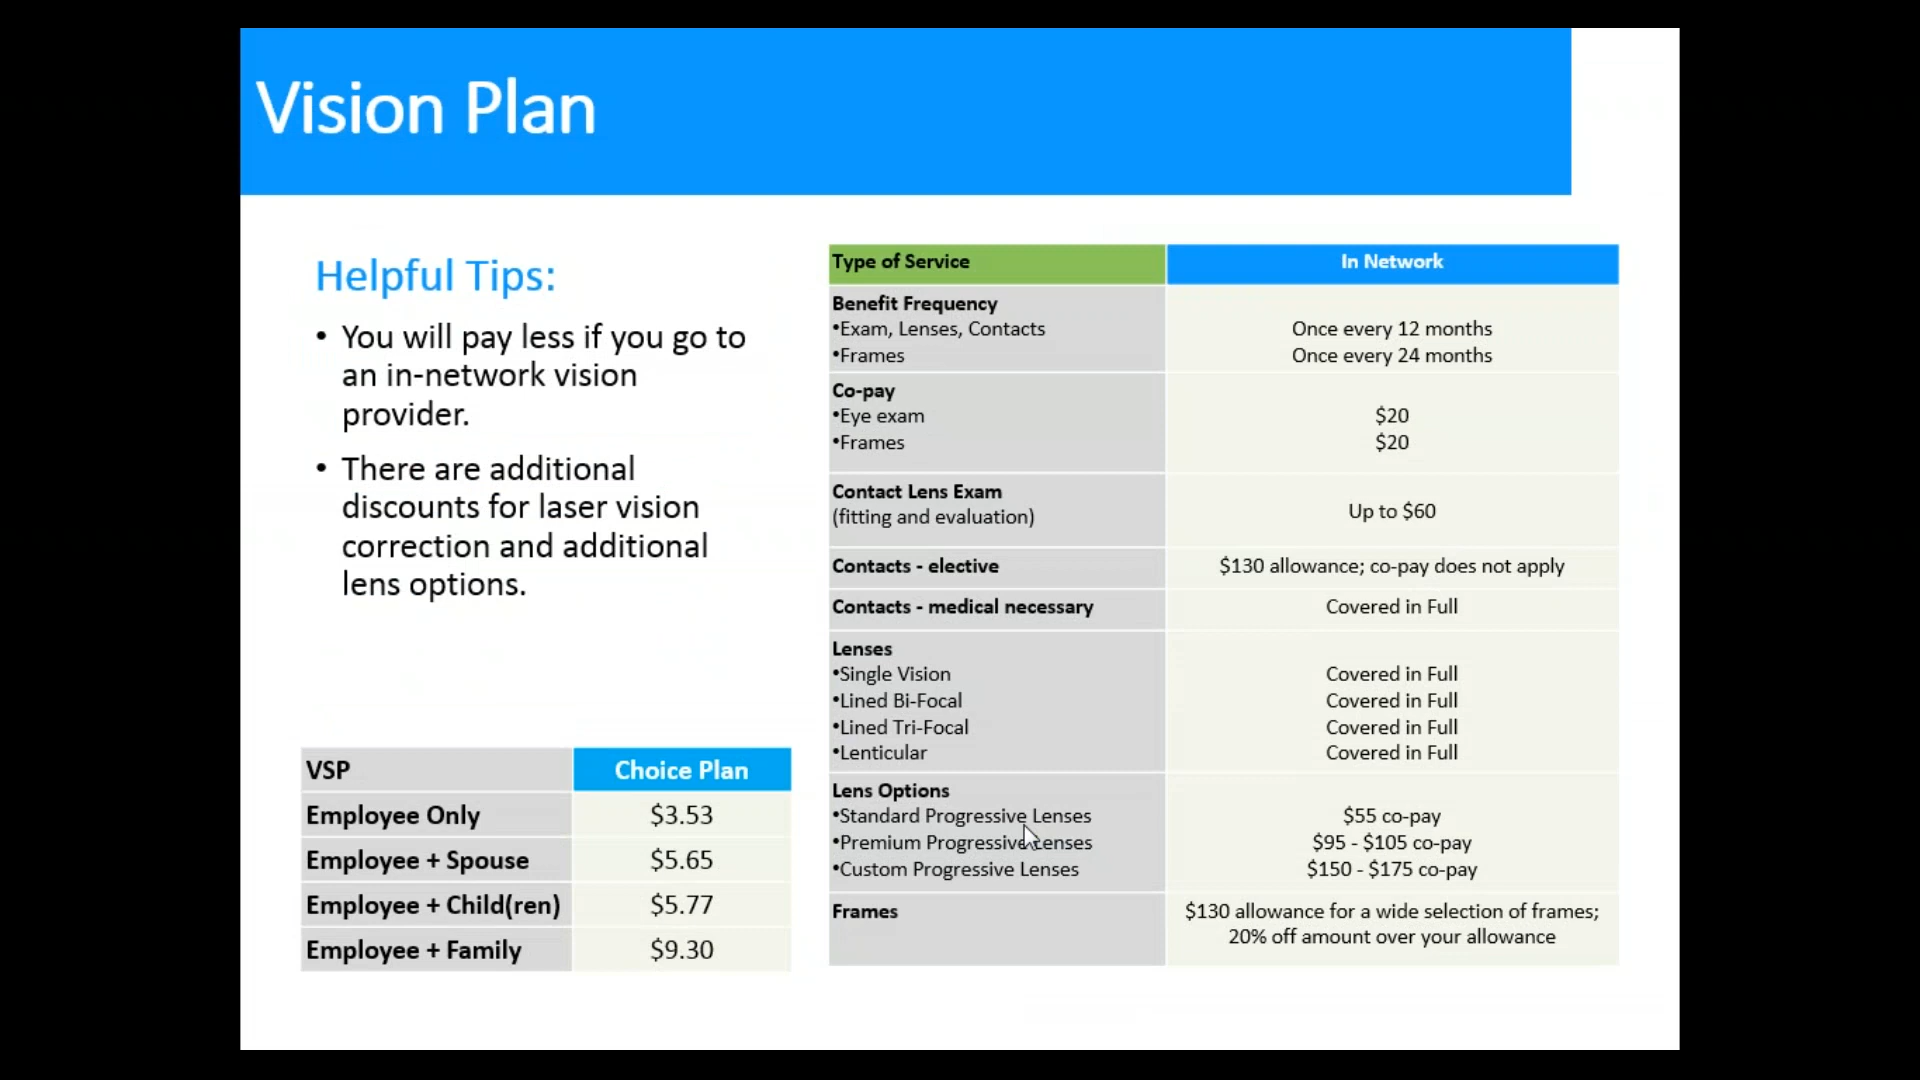 Vision Plan
Helpful Tips:
• You will pay less if you go to
an in-network vision
provider.
• There are additional
discounts for laser vision
correction and additional
lens options.
VSP Choice Plan
Employee Only $3.53
Employee + Spouse $5.65
Employee + Child(ren) $5.77
Employee + Family $9.30
Type of Service In Network
Benefit Frequency
•Exam, Lenses, Contacts Once every 12 months
•Frames Once every 24 months
Co-pay
•Eye exam $20
•Frames $20
Contact Lens Exam
(fitting and evaluation) Up to $60
Contacts - elective $130 allowance; co-pay does not apply
Contacts - medical necessary Covered in Full
Lenses
•Single Vision Covered in Full
•Lined Bi-Focal Covered in Full
•Lined Tri-Focal Covered in Full
•Lenticular Covered in Full
Lens Options
•Standard Progressive Lenses $55 co-pay
•Premium Progressive Lenses $95 - $105 co-pay
•Custom Progressive Lenses $150 - $175 co-pay
Frames $130 allowance for a wide selection of frames;
20% off amount over your allowance